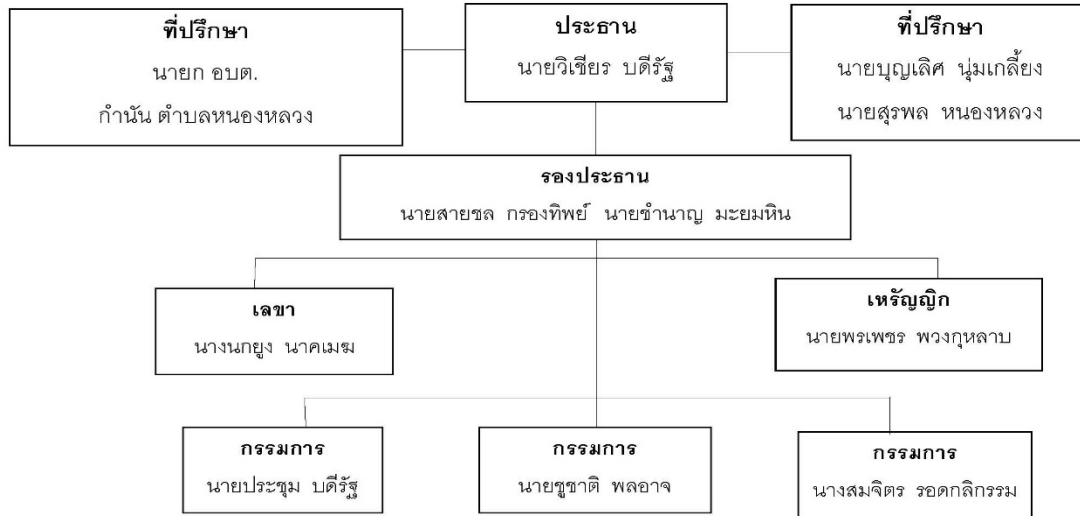 ที่ปรึกษา
นายก อบต.
กำนัน ตำบลหนองหลวง
ประธาน
นายวิเชียร บดีรัฐ
ที่ปรึกษา
นายบุญเลิศ นุ่มเกลี้ยง
นายสุรพล หนองหลวง
รองประธาน
นายสายชล กรองทิพย์ นายชำนาญ มะยมหิน
เลขา
นางนกยูง นาคเมฆ
เหรัญญิก
นายพรเพชร พวงกุหลาบ
กรรมการ
นายประชุม บดีรัฐ
กรรมการ
นายชูชาติ พลอาจ
กรรมการ
นางสมจิตร รอดกลิกรรม